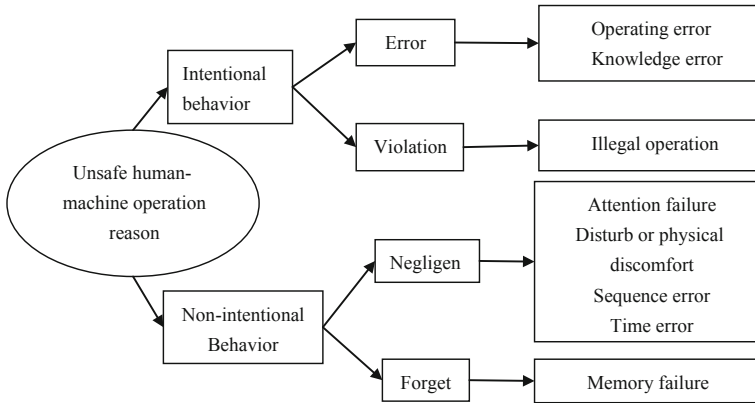 Unsafe human-
machine operation
reason
Intentional
behavior
Error
Operating error
Knowledge error
Violation
Illegal operation
Non-intentional
Behavior
Negligen
Attention failure
Disturb or physical
discomfort
Sequence error
Time error
Forget
Memory failure